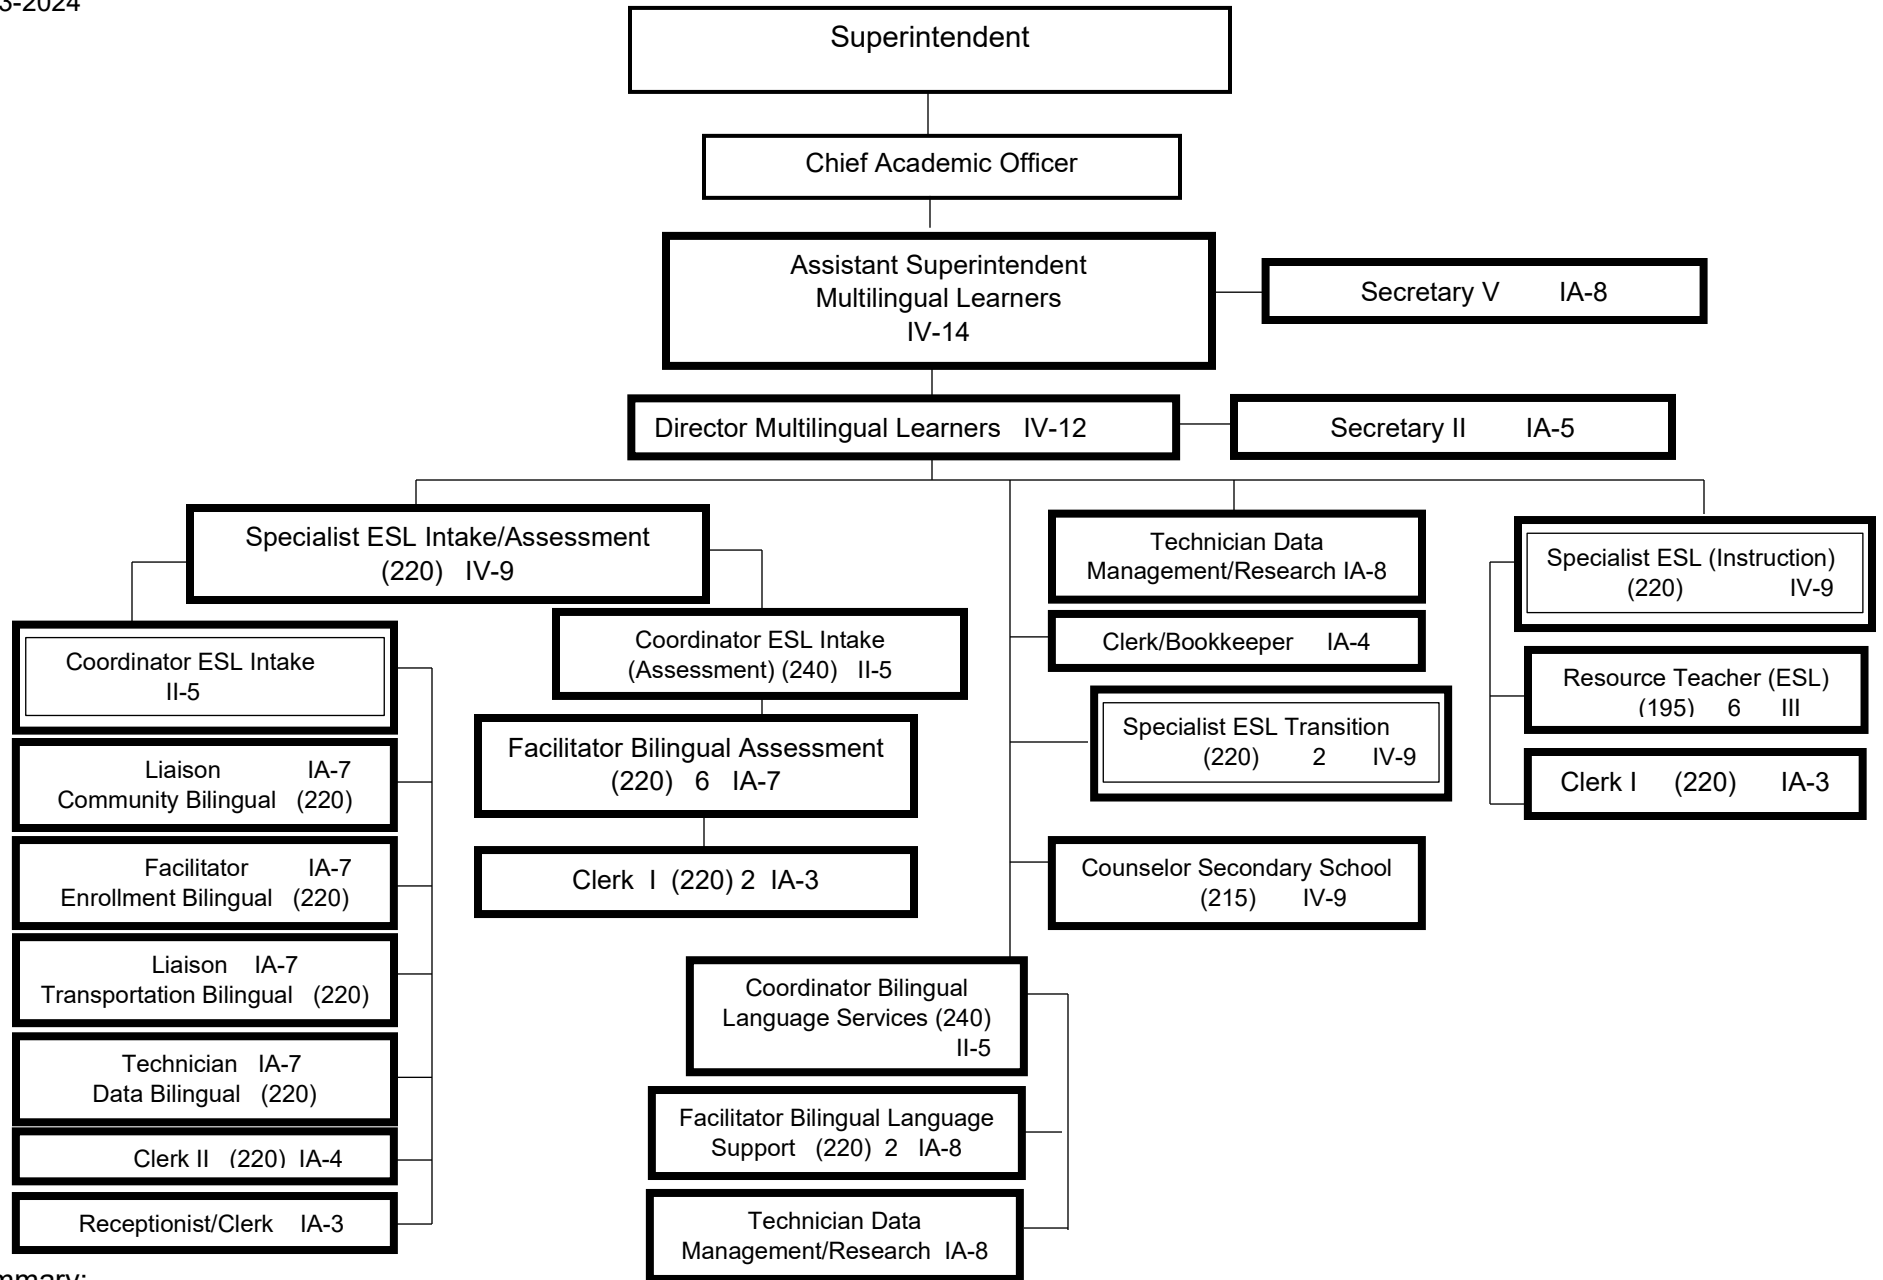 3-2024
Superintendent
Chief Academic Officer
Assistant Superintendent
Multilingual Learners
IV-14
Secretary V IA-8
Director Multilingual Learners IV-12
Secretary II IA-5
Specialist ESL Intake/Assessment
(220) IV-9
Coordinator ESL Intake
II-5
Liaison IA-7
Community Bilingual (220)
Facilitator IA-7
Enrollment Bilingual (220)
Liaison IA-7
Transportation Bilingual (220)
Technician IA-7
Data Bilingual (220)
Clerk II (220) IA-4
Receptionist/Clerk IA-3
Coordinator ESL Intake
(Assessment) (240) II-5
Facilitator Bilingual Assessment
(220) 6 IA-7
Clerk I (220) 2 IA-3
Technician Data
Management/Research IA-8
Clerk/Bookkeeper IA-4
Specialist ESL Transition
(220) 2 IV-9
Counselor Secondary School
(215) IV-9
Coordinator Bilingual
Language Services (240)
II-5
Facilitator Bilingual Language
Support (220) 2 IA-8
Technician Data
Management/Research IA-8
Specialist ESL (Instruction)
(220) IV-9
Resource Teacher (ESL)
(195) 6 III
Clerk I (220) IA-3
mmary: